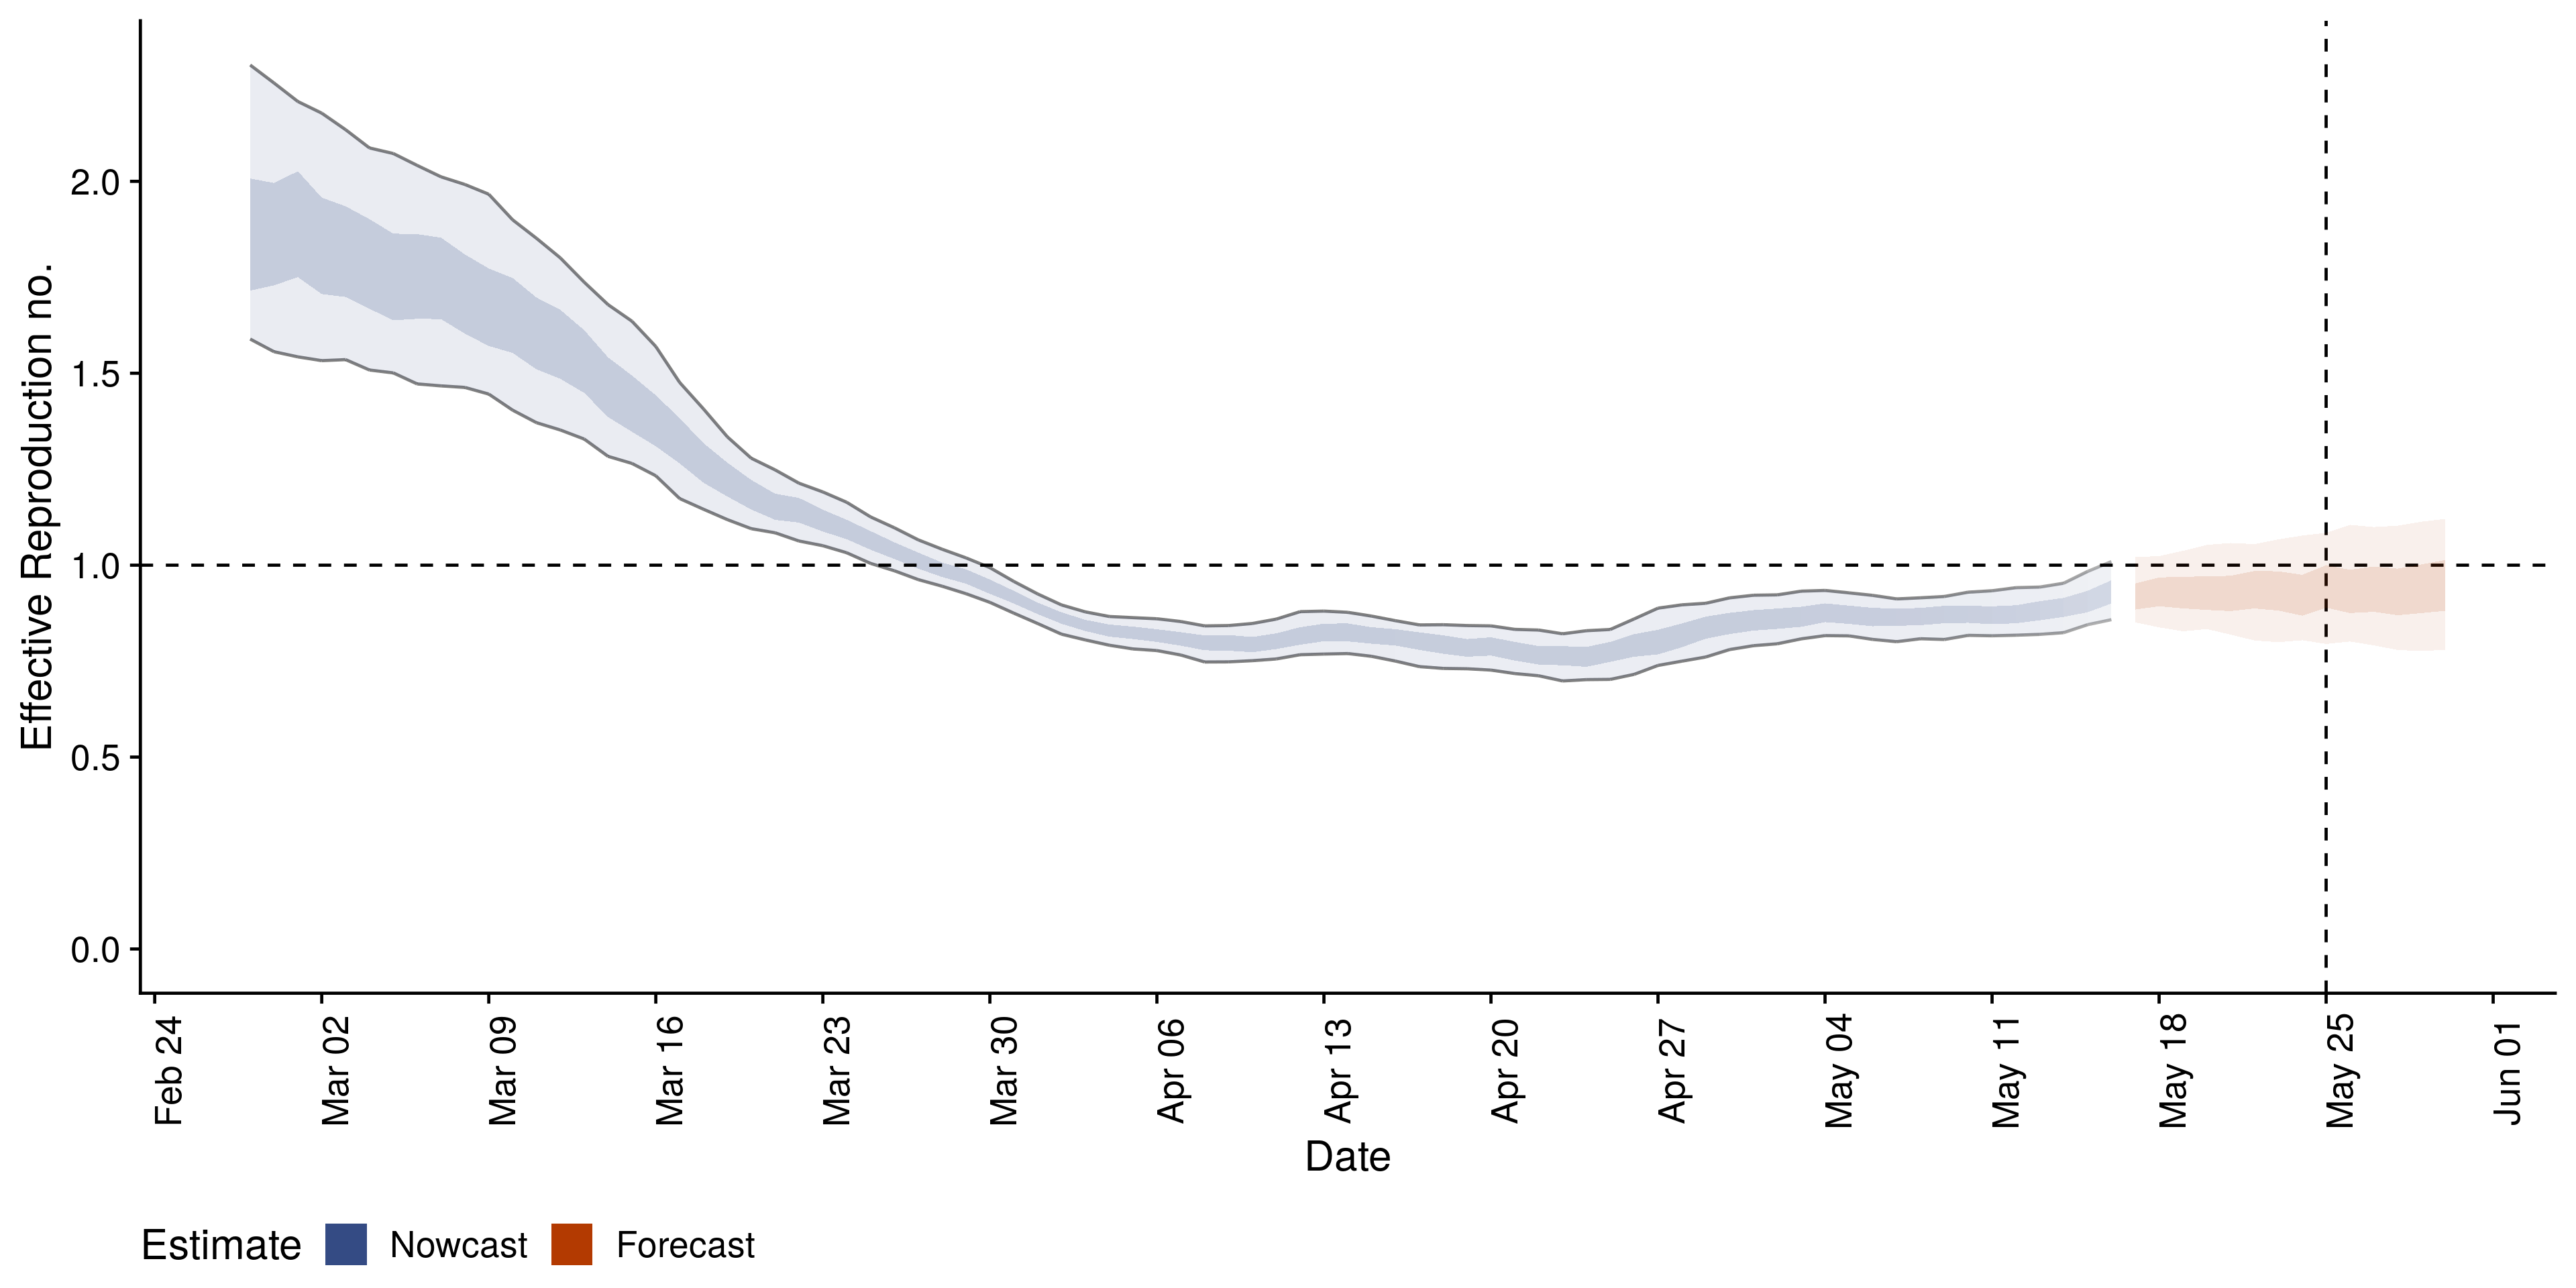 Effective Reproduction no.
2.0
1.5
1.0
0.5
0.0
Feb 24
Mar 02
Mar 09
Mar 16
Mar 23
Mar 30
Apr 06
Apr 13
Apr 20
Apr 27
May 04
May 11
May 18
May 25
Jun 01
Date
Estimate Nowcast Forecast